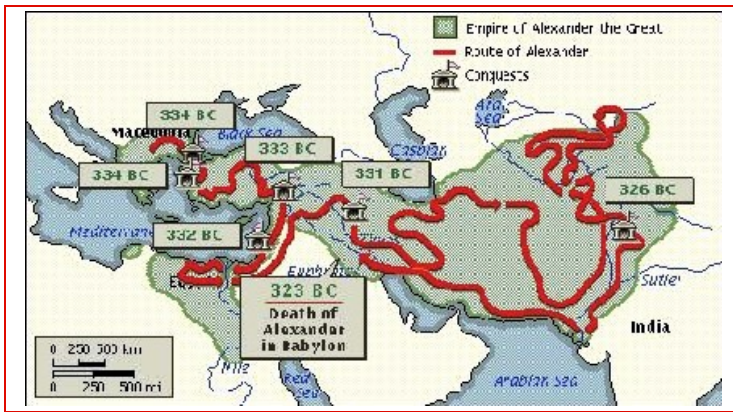 Empire of Alexander the Great
Route of Alexander
Conquests
334 BC
Macedonia
Black Sea
Aral
Sea
333 BC
Caspian
334 BC
331 BC
326 BC
Mediterranean
332 BC
Tigris
Euphrates
Egypt
Sutlej
323 BC
Death of
Alexander
in Babylon
India
0 250 500 km
0 250 500 mi
Nile
Red
Sea
Arabian Sea